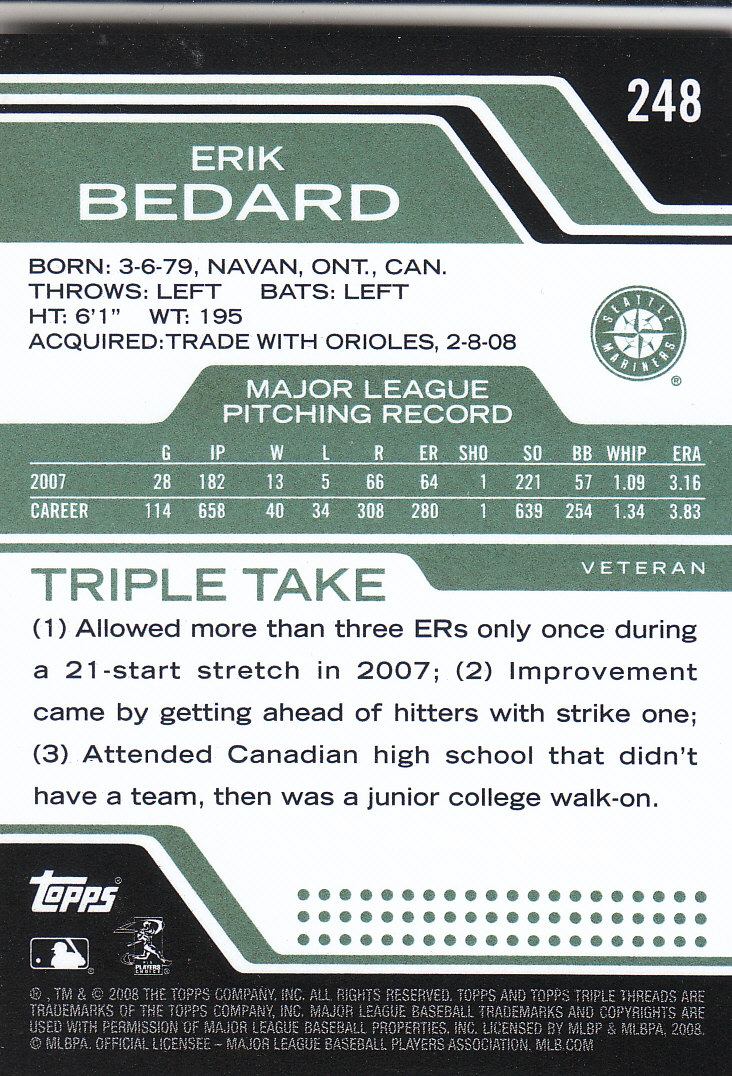 248
ERIK
BEDARD
BORN: 3-6-79, NAVAN, ONT., CAN.
THROWS: LEFT BATS: LEFT
HT: 6'1" WT: 195
ACQUIRED:TRADE WITH ORIOLES, 2-8-08
SEATTLE
MARINERS
®
MAJOR LEAGUE
PITCHING RECORD
G IP W L R ER SHO SO BB WHIP ERA
2007 28 182 13 5 66 64 1 221 57 1.09 3.16
CAREER 114 658 40 34 308 280 1 639 254 1.34 3.83
VETERAN
TRIPLE TAKE
(1) Allowed more than three ERs only once during
a 21-start stretch in 2007; (2) Improvement
came by getting ahead of hitters with strike one;
(3) Attended Canadian high school that didn't
have a team, then was a junior college walk-on.
Topps®
PLAYERS
CHOICE
® , TM & © 2008 THE TOPPS COMPANY, INC. ALL RIGHTS RESERVED. TOPPS AND TOPPS TRIPLE THREADS ARE
TRADEMARKS OF THE TOPPS COMPANY, INC. MAJOR LEAGUE BASEBALL TRADEMARKS AND COPYRIGHTS ARE
USED WITH PERMISSION OF MAJOR LEAGUE BASEBALL PROPERTIES, INC. LICENSED BY MLBP & MLBPA, 2008.
© MLBPA. OFFICIAL LICENSEE – MAJOR LEAGUE BASEBALL PLAYERS ASSOCIATION. MLB.COM